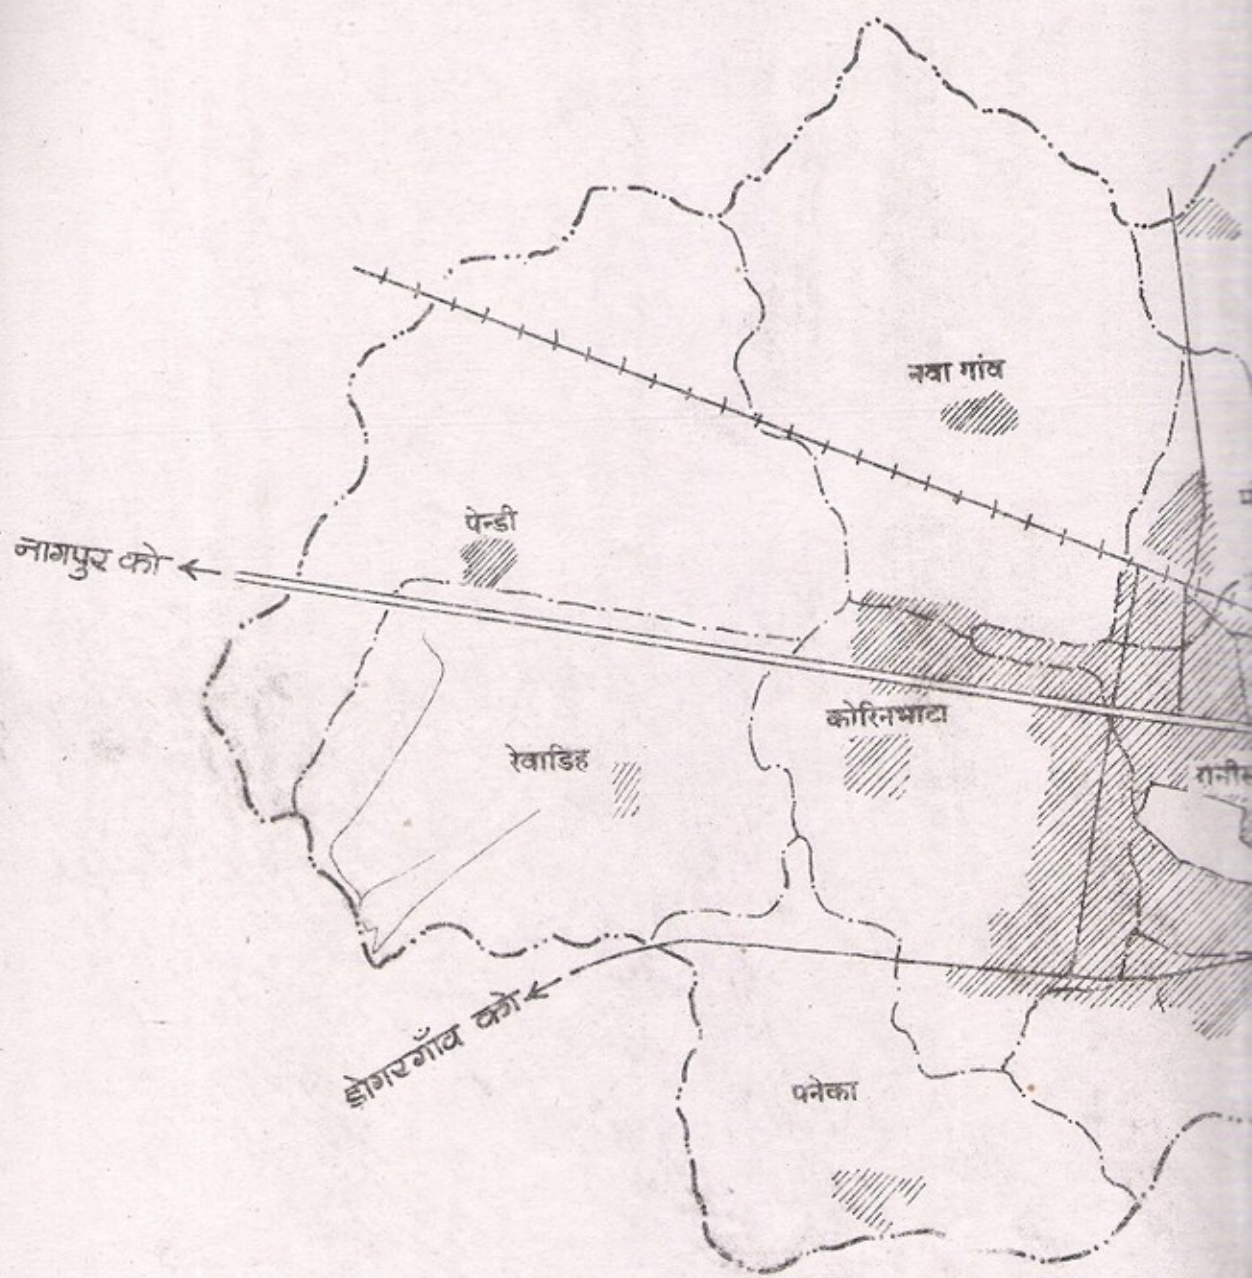 नवा गांव
पेन्डी
नागपुर को
कोरिनभाटा
रेवाडिह
डोगरगाँव को
पनेका